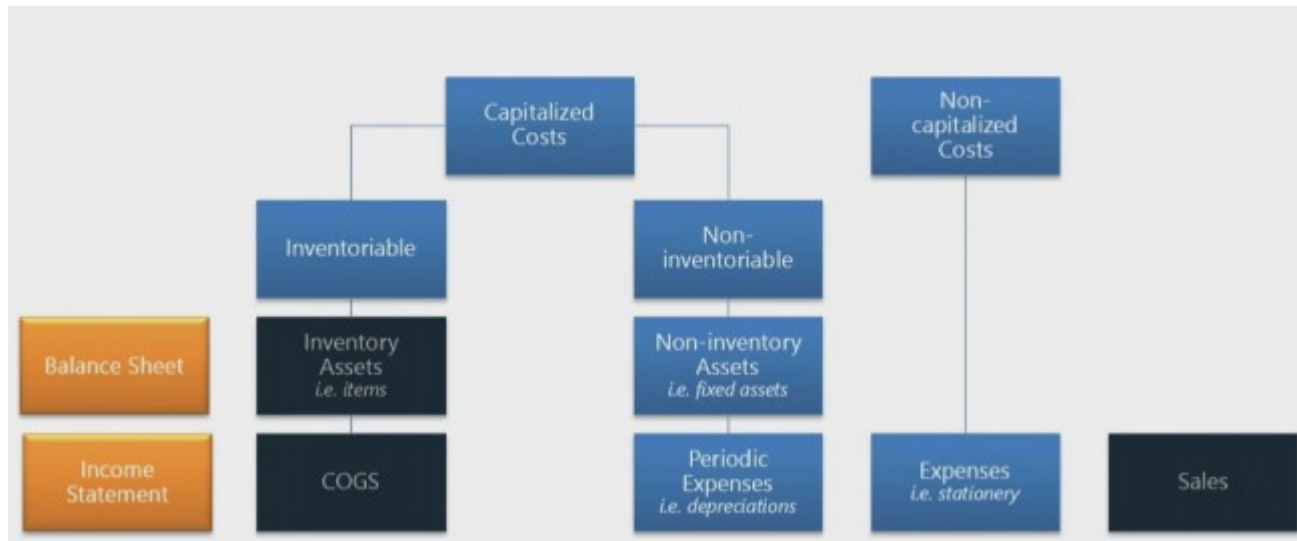 Capitalized
Costs
Non-
capitalized
Costs
Inventoriable
Non-
inventoriable
Balance Sheet
Inventory
Assets
i.e. items
Non-inventory
Assets
i.e. fixed assets
Income
Statement
COGS
Periodic
Expenses
i.e. depreciations
Expenses
i.e. stationery
Sales